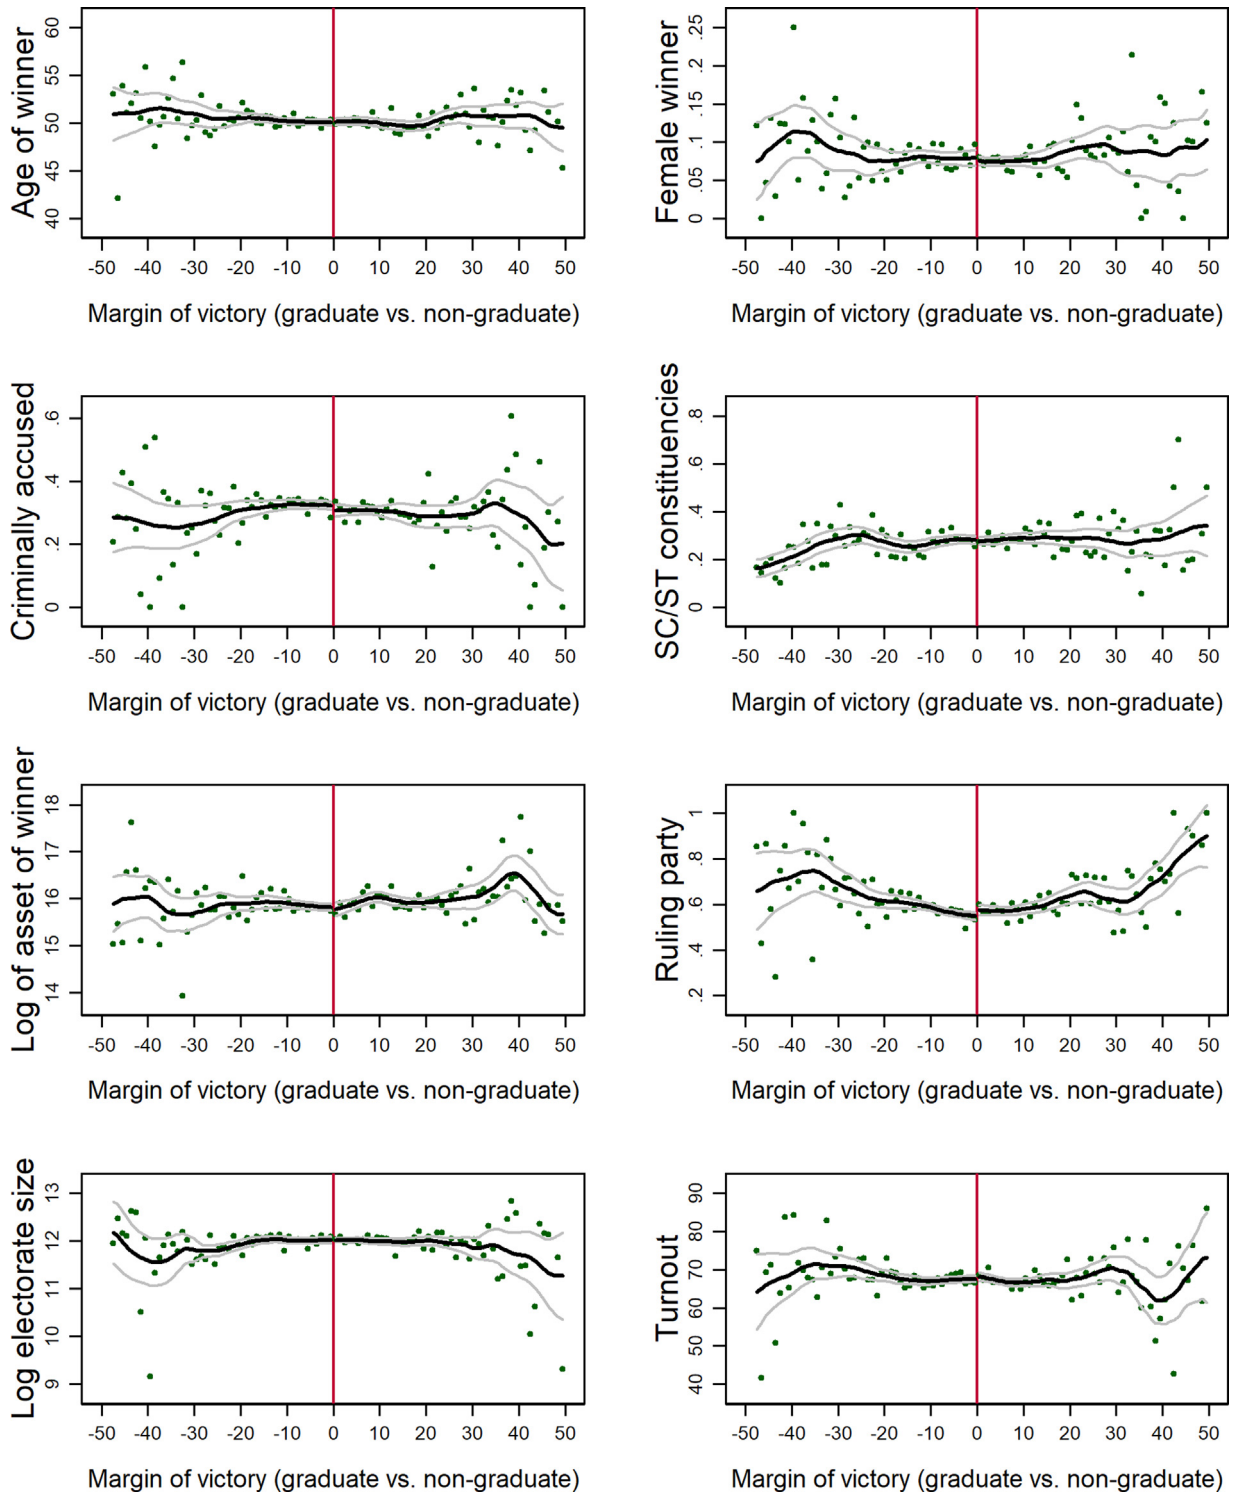 Age of winner
60
55
50
45
40
-50 -40 -30 -20 -10 0 10 20 30 40 50
Margin of victory (graduate vs. non-graduate)
Female winner
.25
.2
.15
.1
.05
0
-50 -40 -30 -20 -10 0 10 20 30 40 50
Margin of victory (graduate vs. non-graduate)
Criminally accused
.6
.4
.2
0
-50 -40 -30 -20 -10 0 10 20 30 40 50
Margin of victory (graduate vs. non-graduate)
SC/ST constituencies
.8
.6
.4
.2
0
-50 -40 -30 -20 -10 0 10 20 30 40 50
Margin of victory (graduate vs. non-graduate)
Log of asset of winner
18
17
16
15
14
-50 -40 -30 -20 -10 0 10 20 30 40 50
Margin of victory (graduate vs. non-graduate)
Ruling party
1
.8
.6
.4
.2
-50 -40 -30 -20 -10 0 10 20 30 40 50
Margin of victory (graduate vs. non-graduate)
Log electorate size
13
12
11
10
9
-50 -40 -30 -20 -10 0 10 20 30 40 50
Margin of victory (graduate vs. non-graduate)
Turnout
90
80
70
60
50
40
-50 -40 -30 -20 -10 0 10 20 30 40 50
Margin of victory (graduate vs. non-graduate)